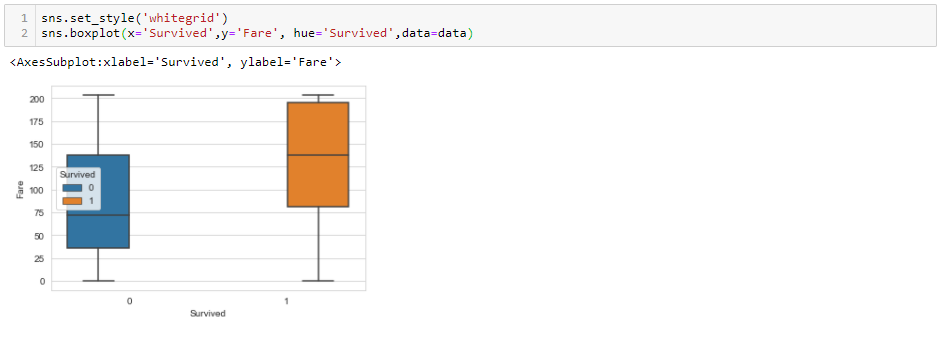 1 sns.set_style('whitegrid')
2 sns.boxplot(x='Survived',y='Fare', hue='Survived',data=data)
<AxesSubplot:xlabel='Survived', ylabel='Fare'>
200
175
150
125
100
75
50
25
0
Fare
Survived
0
1
0 1
Survived